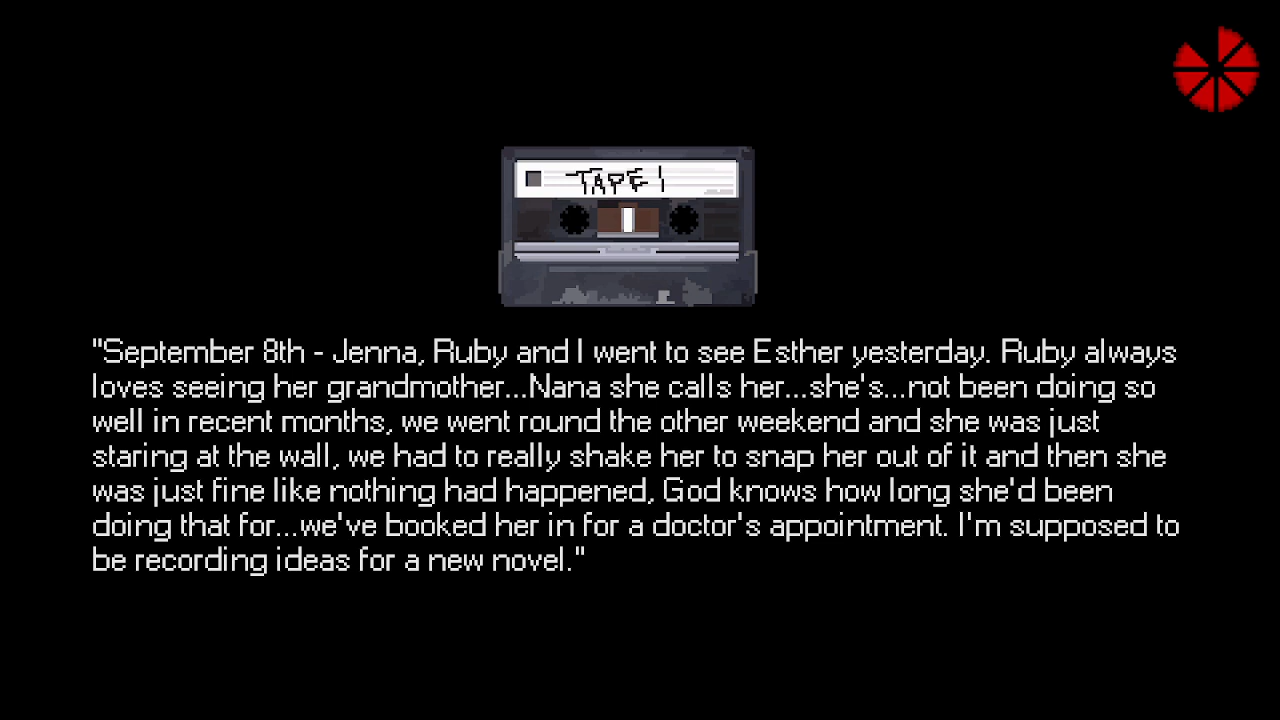 TAPE 1
"September 8th - Jenna, Ruby and I went to see Esther yesterday. Ruby always
loves seeing her grandmother...Nana she calls her...she's...not been doing so
well in recent months, we went round the other weekend and she was just
staring at the wall, we had to really shake her to snap her out of it and then she
was just fine like nothing had happened, God knows how long she'd been
doing that for...we've booked her in for a doctor's appointment. I'm supposed to
be recording ideas for a new novel."